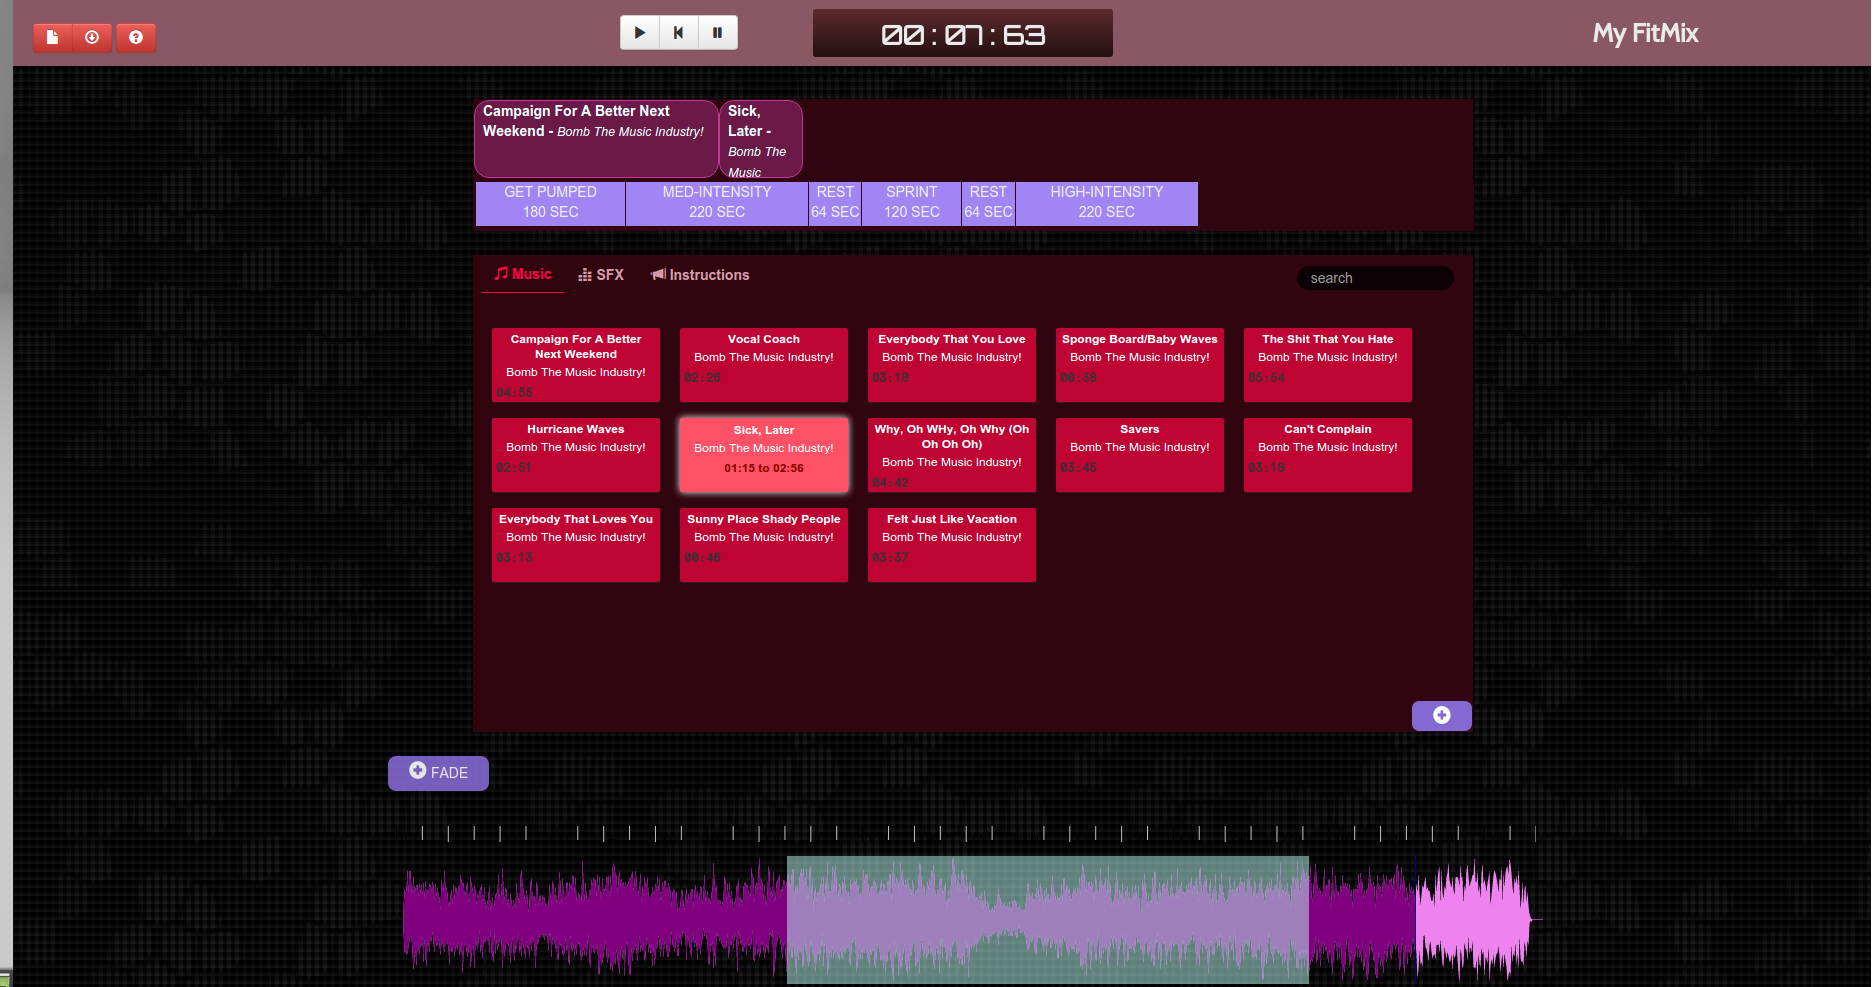 00:07:63
My FitMix
Campaign For A Better Next
Weekend - Bomb The Music Industry!
Sick,
Later -
Bomb The
Music
GET PUMPED
180 SEC
MED-INTENSITY
220 SEC
REST
64 SEC
SPRINT
120 SEC
REST
64 SEC
HIGH-INTENSITY
220 SEC
Music
SFX
Instructions
search
Campaign For A Better
Next Weekend
Bomb The Music Industry!
04:55
Vocal Coach
Bomb The Music Industry!
02:26
Everybody That You Love
Bomb The Music Industry!
03:19
Sponge Board/Baby Waves
Bomb The Music Industry!
00:38
The Shit That You Hate
Bomb The Music Industry!
05:54
Hurricane Waves
Bomb The Music Industry!
02:51
Sick, Later
Bomb The Music Industry!
01:15 to 02:56
Why, Oh WHy, Oh Why (Oh
Oh Oh Oh)
Bomb The Music Industry!
04:42
Savers
Bomb The Music Industry!
03:46
Can't Complain
Bomb The Music Industry!
03:19
Everybody That Loves You
Bomb The Music Industry!
03:13
Sunny Place Shady People
Bomb The Music Industry!
00:46
Felt Just Like Vacation
Bomb The Music Industry!
03:37
FADE